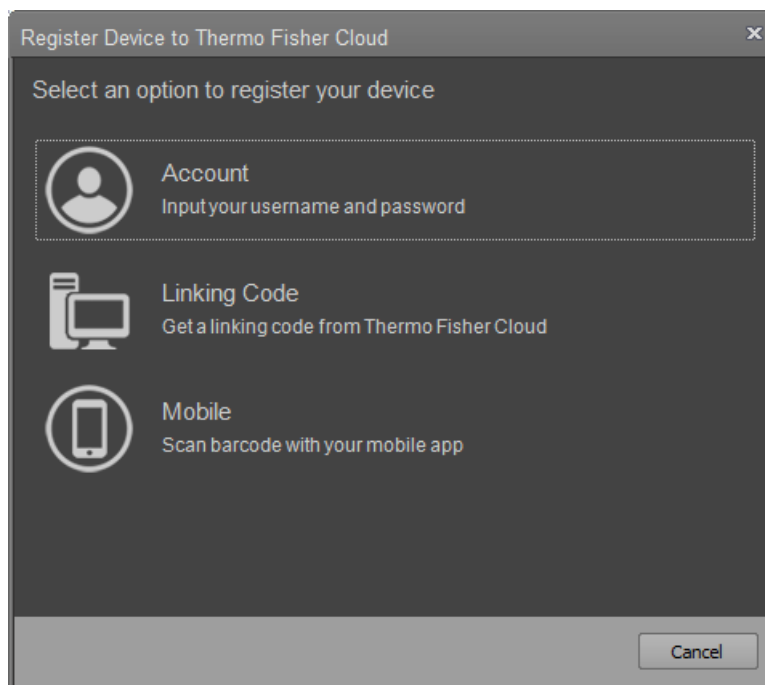 Register Device to Thermo Fisher Cloud
Select an option to register your device
Account
Input your username and password
Linking Code
Get a linking code from Thermo Fisher Cloud
Mobile
Scan barcode with your mobile app
Cancel